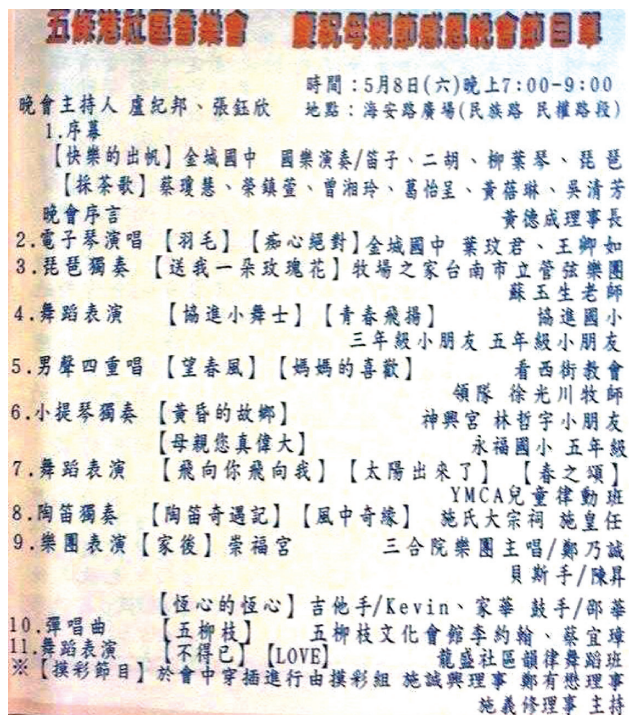 五條港社區音樂會　慶祝母親節感恩晚會節目單
時間：5月8日(六)晚上7:00-9:00
晚會主持人 盧紀邦、張鈺欣　地點：海安路廣場(民族路 民權路段)
1.序幕
【快樂的出帆】金城國中　國樂演奏/笛子、二胡、柳葉琴、琵琶
【採茶歌】蔡瓊慧、榮鎮萱、曾湘玲、葛怡呈、黃蓓琳、吳清芳
晚會序言　黃德成理事長
2.電子琴演唱【羽毛】【痴心絕對】金城國中 葉玟君、王卿如
3.琵琶獨奏【送我一朵玫瑰花】牧場之家台南市立管弦樂團
蘇玉生老師
4.舞蹈表演　【協進小舞士】【青春飛揚】　協進國小
三年級小朋友 五年級小朋友
5.男聲四重唱【望春風】【媽媽的喜歡】　看西街教會
領隊 徐光川牧師
6.小提琴獨奏【黃昏的故鄉】　神興宮 林哲宇小朋友
【母親您真偉大】　永福國小 五年級
7.舞蹈表演　【飛向你飛向我】【太陽出來了】【春之頌】
YMCA兒童律動班
8.陶笛獨奏　【陶笛奇遇記】【風中奇緣】　施氏大宗祠 施皇任
9.樂團表演【家後】崇福宮　三合院樂團主唱/鄭乃誠
貝斯手/陳昇
【恆心的恆心】吉他手/Kevin、家華 鼓手/邵華
10.彈唱曲　【五柳枝】　五柳枝文化會館李約翰、蔡宜璋
11.舞蹈表演　【不得已】【LOVE】　龍盛社區韻律舞蹈班
※【摸彩節目】於會中穿插進行由摸彩組 施誠興理事 鄭有懋理事
施義修理事 主持